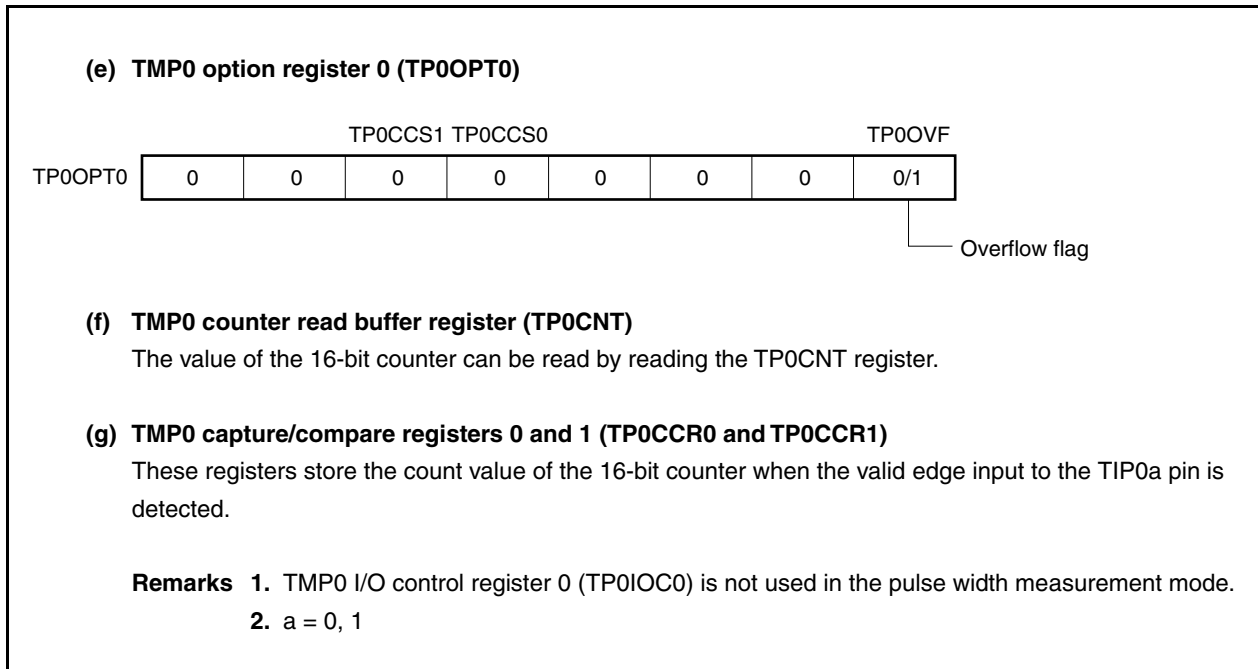 (e) TMP0 option register 0 (TP0OPT0)
TP0CCS1 TP0CCS0 TP0OVF
TP0OPT0 0 0 0 0 0 0 0 0/1
Overflow flag
(f) TMP0 counter read buffer register (TP0CNT)
The value of the 16-bit counter can be read by reading the TP0CNT register.
(g) TMP0 capture/compare registers 0 and 1 (TP0CCR0 and TP0CCR1)
These registers store the count value of the 16-bit counter when the valid edge input to the TIP0a pin is
detected.
Remarks 1. TMP0 I/O control register 0 (TP0IOC0) is not used in the pulse width measurement mode.
2. a = 0, 1